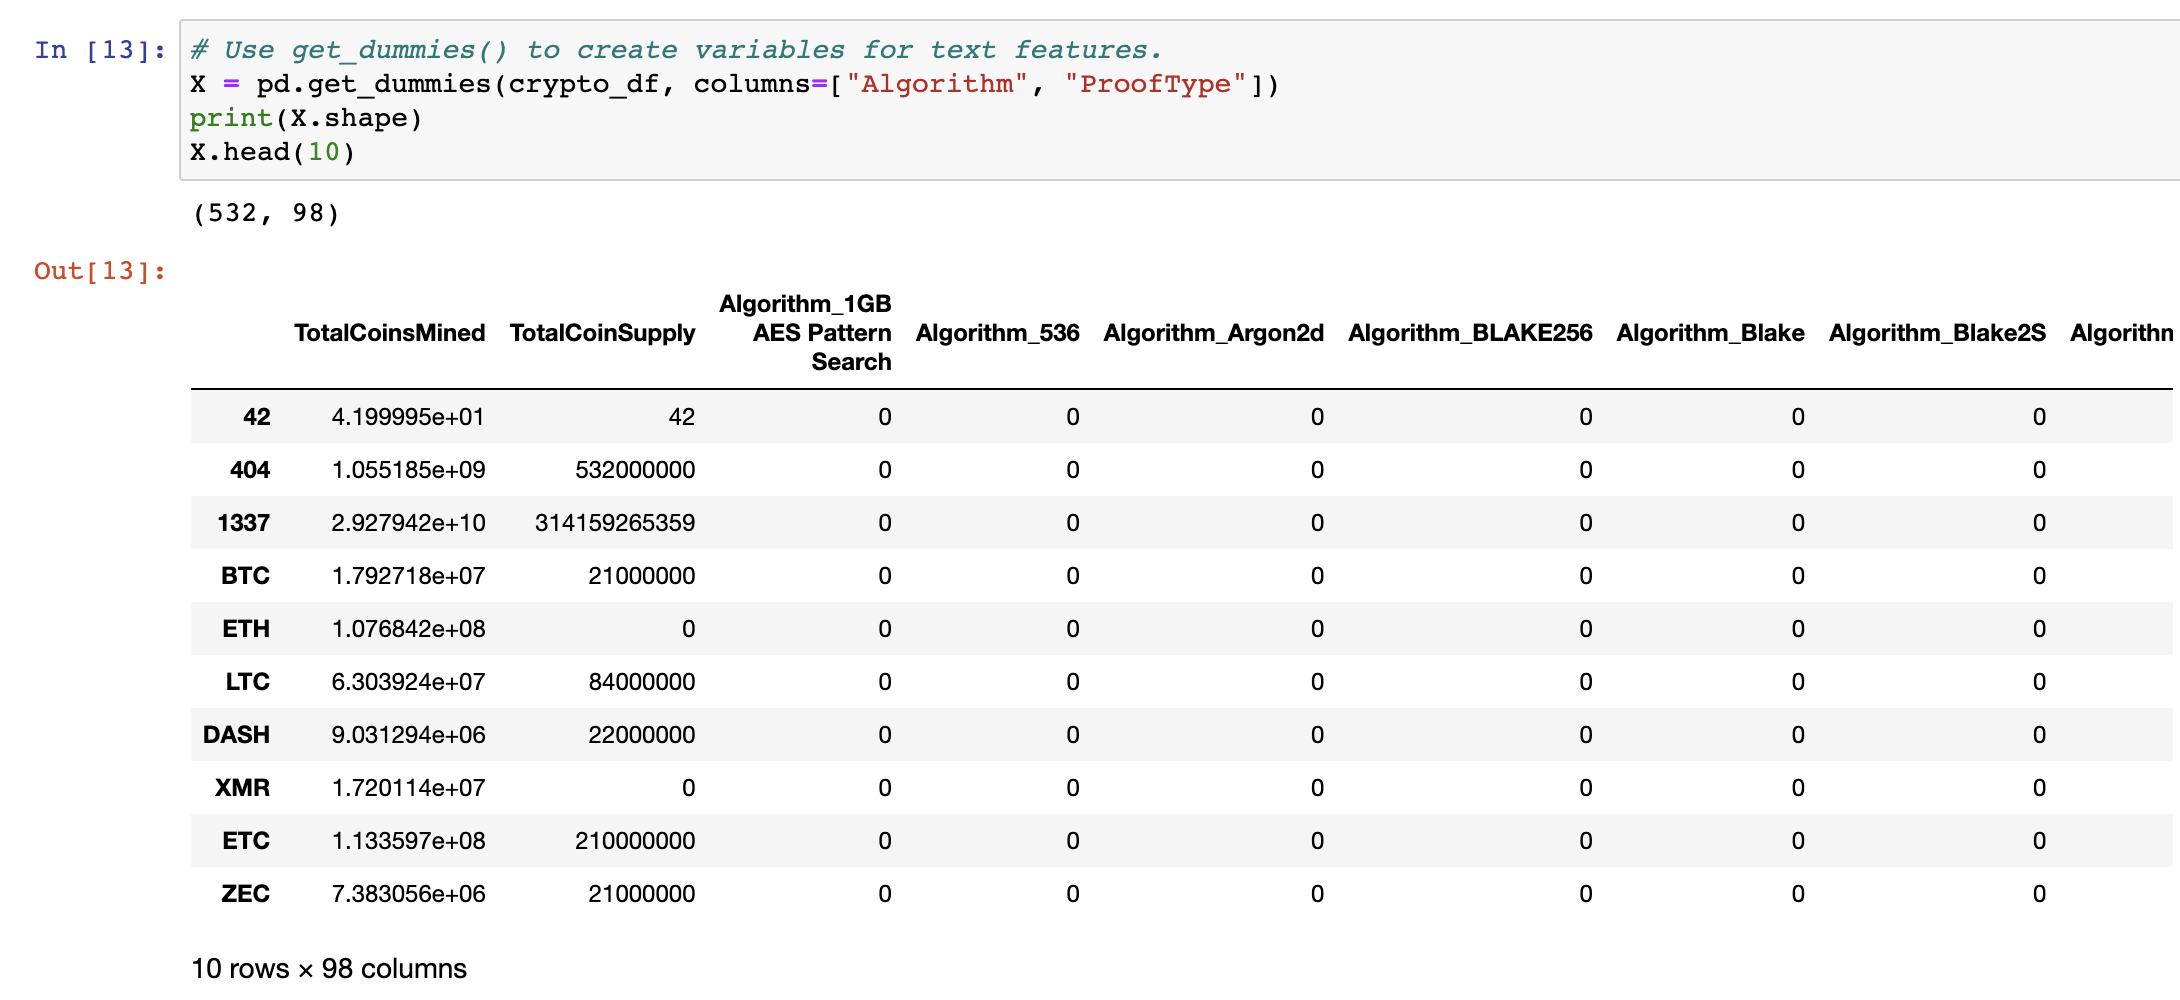 In [13]: # Use get_dummies() to create variables for text features.
X = pd.get_dummies(crypto_df, columns=["Algorithm", "ProofType"])
print(X.shape)
X.head(10)
(532, 98)
Out[13]:
TotalCoinsMined TotalCoinSupply Algorithm_1GB AES Pattern Search Algorithm_536 Algorithm_Argon2d Algorithm_BLAKE256 Algorithm_Blake Algorithm_Blake2S
42 4.199995e+01 42 0 0 0 0 0 0
404 1.055185e+09 532000000 0 0 0 0 0 0
1337 2.927942e+10 314159265359 0 0 0 0 0 0
BTC 1.792718e+07 21000000 0 0 0 0 0 0
ETH 1.076842e+08 0 0 0 0 0 0 0
LTC 6.303924e+07 84000000 0 0 0 0 0 0
DASH 9.031294e+06 22000000 0 0 0 0 0 0
XMR 1.720114e+07 0 0 0 0 0 0 0
ETC 1.133597e+08 210000000 0 0 0 0 0 0
ZEC 7.383056e+06 21000000 0 0 0 0 0 0
10 rows × 98 columns